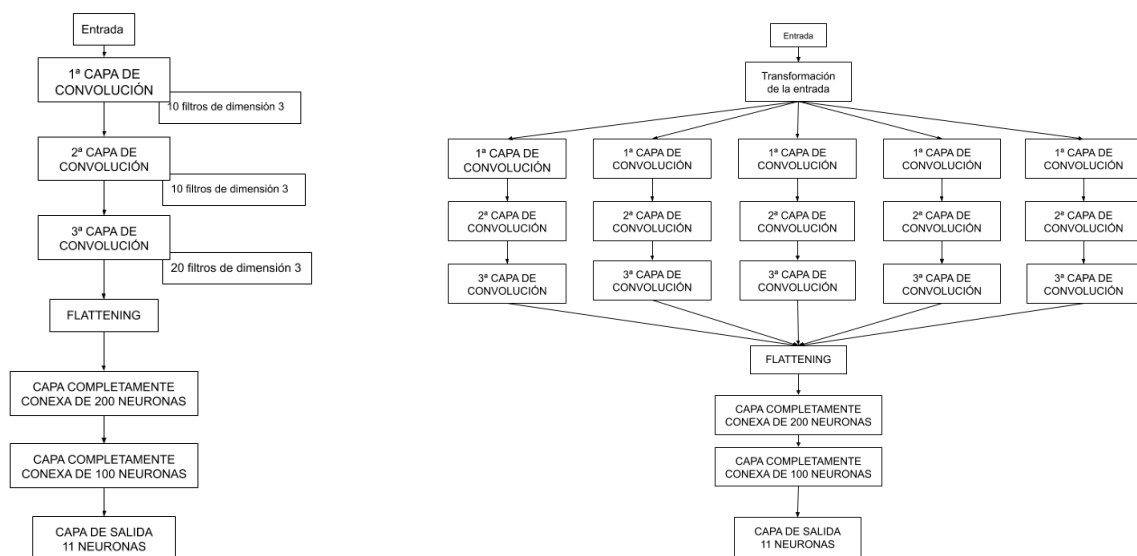 Entrada
1ª CAPA DE
CONVOLUCIÓN
10 filtros de dimensión 3
2ª CAPA DE
CONVOLUCIÓN
10 filtros de dimensión 3
3ª CAPA DE
CONVOLUCIÓN
20 filtros de dimensión 3
FLATTENING
CAPA COMPLETAMENTE
CONEXA DE 200 NEURONAS
CAPA COMPLETAMENTE
CONEXA DE 100 NEURONAS
CAPA DE SALIDA
11 NEURONAS
Entrada
Transformación
de la entrada
1ª CAPA DE
CONVOLUCIÓN
1ª CAPA DE
CONVOLUCIÓN
1ª CAPA DE
CONVOLUCIÓN
1ª CAPA DE
CONVOLUCIÓN
1ª CAPA DE
CONVOLUCIÓN
2ª CAPA DE
CONVOLUCIÓN
2ª CAPA DE
CONVOLUCIÓN
2ª CAPA DE
CONVOLUCIÓN
2ª CAPA DE
CONVOLUCIÓN
2ª CAPA DE
CONVOLUCIÓN
3ª CAPA DE
CONVOLUCIÓN
3ª CAPA DE
CONVOLUCIÓN
3ª CAPA DE
CONVOLUCIÓN
3ª CAPA DE
CONVOLUCIÓN
3ª CAPA DE
CONVOLUCIÓN
FLATTENING
CAPA COMPLETAMENTE
CONEXA DE 200 NEURONAS
CAPA COMPLETAMENTE
CONEXA DE 100 NEURONAS
CAPA DE SALIDA
11 NEURONAS